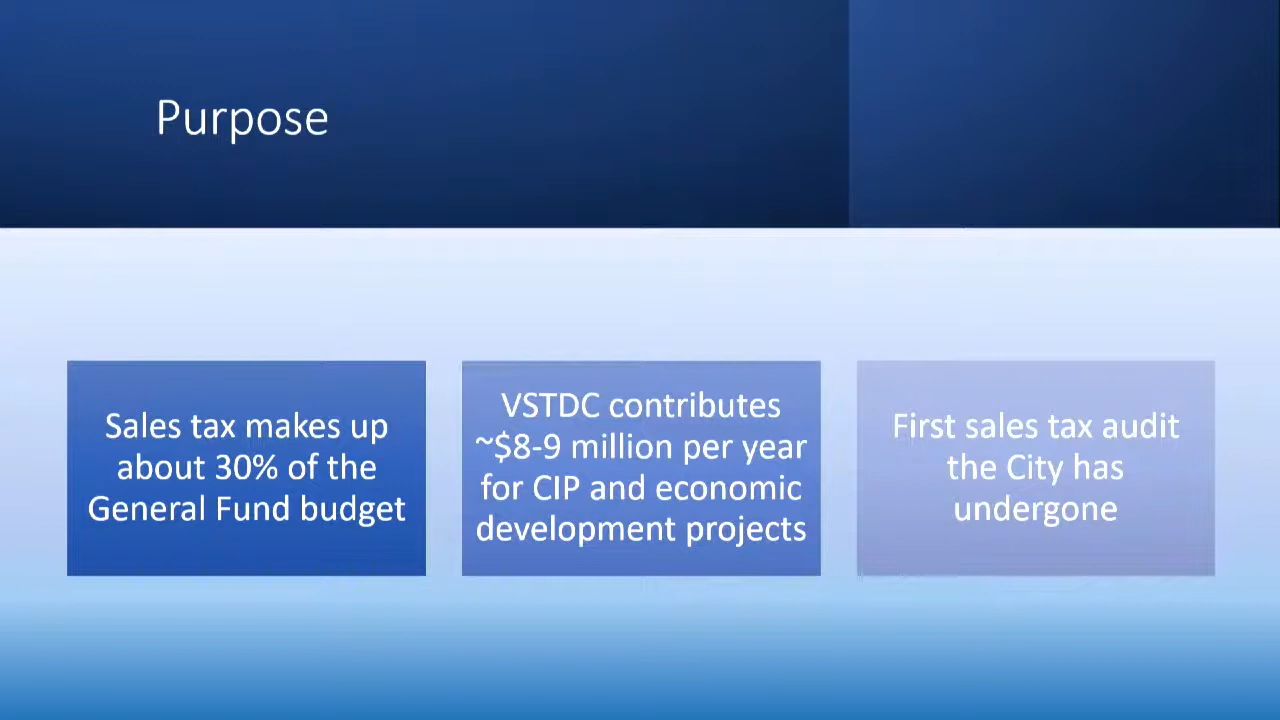 Purpose
Sales tax makes up
about 30% of the
General Fund budget
VSTDC contributes
~$8-9 million per year
for CIP and economic
development projects
First sales tax audit
the City has
undergone